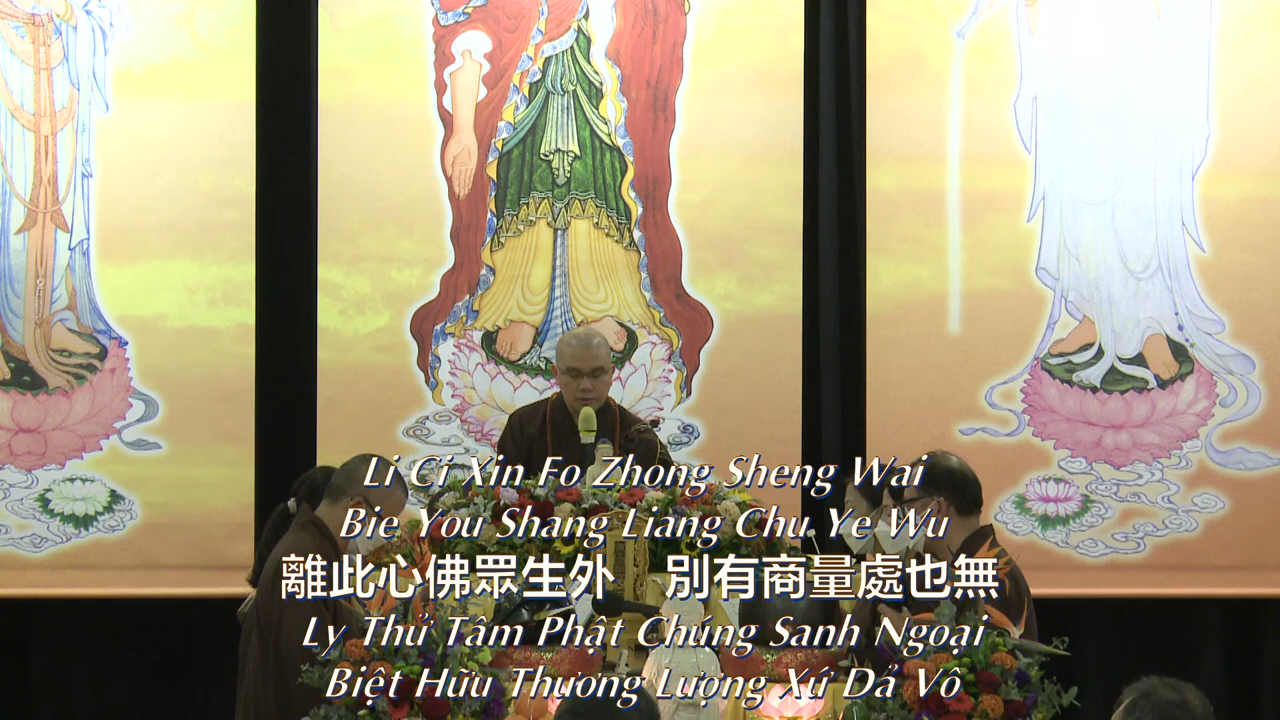 Li Ci Xin Fo Zhong Sheng Wai
Bie You Shang Liang Chu Ye Wu
離此心佛眾生外　別有商量處也無
Ly Thử Tâm Phật Chúng Sanh Ngoại
Biệt Hữu Thương Lượng Xứ Dả Vô